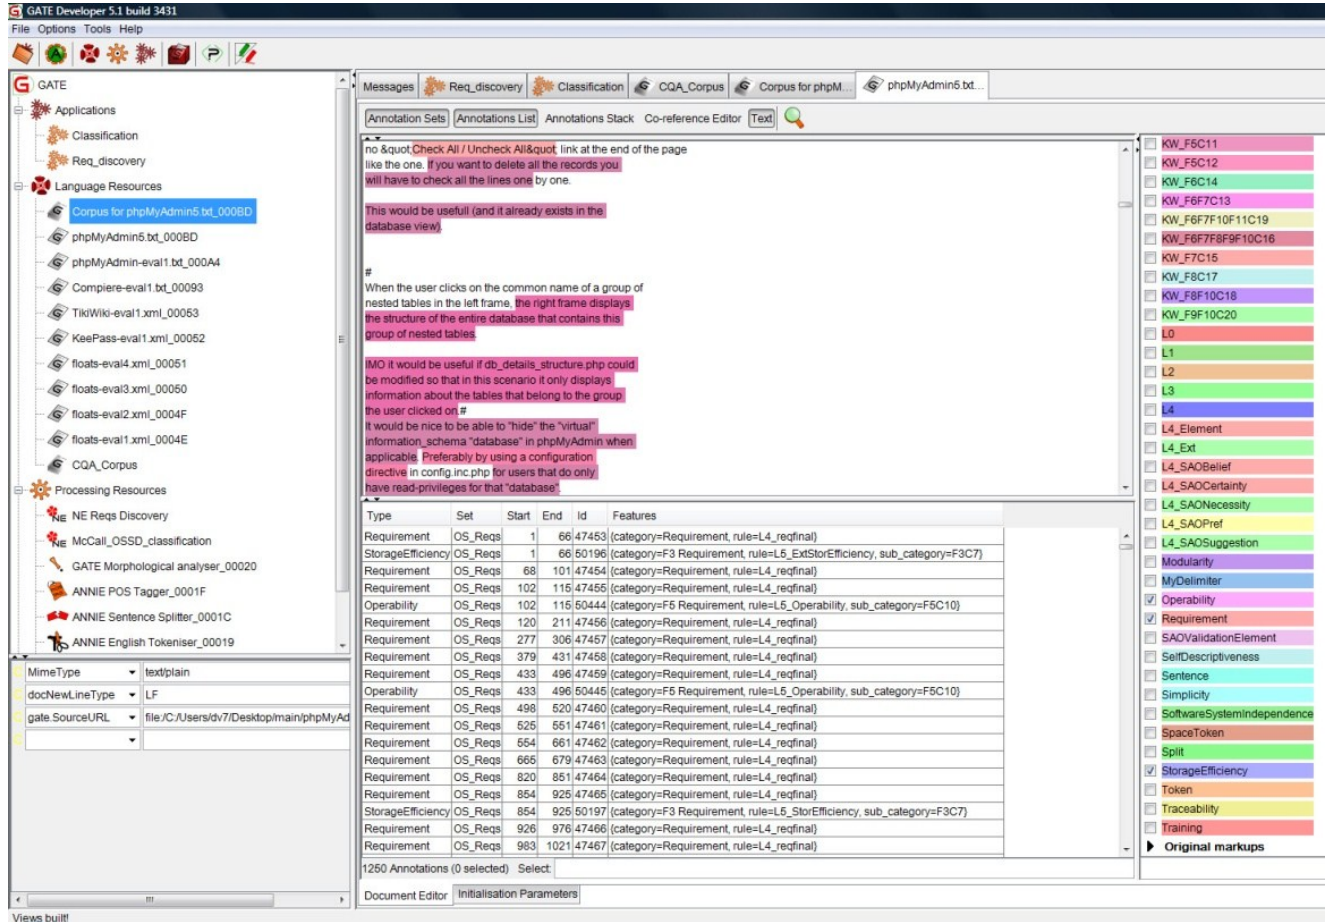 GATE Developer 5.1 build 3431
File Options Tools Help
GATE
Applications
Classification
Req_discovery
Language Resources
Corpus for phpMyAdmin5.txt_000BD
phpMyAdmin5.txt_000BD
phpMyAdmin-eval1.txt_000A4
Compiere-eval1.txt_00093
TikiWiki-eval1.xml_00053
KeePass-eval1.xml_00052
floats-eval4.xml_00051
floats-eval3.xml_00050
floats-eval2.xml_0004F
floats-eval1.xml_0004E
CQA_Corpus
Processing Resources
NE NE Reqs Discovery
NE McCall_OSSD_classification
GATE Morphological analyser_00020
ANNIE POS Tagger_0001F
ANNIE Sentence Splitter_0001C
ANNIE English Tokeniser_00019
MimeType text/plain
docNewLineType LF
gate.SourceURL file:/C:/Users/dv7/Desktop/main/phpMyAd
Messages Req_discovery Classification CQA_Corpus Corpus for phpM... phpMyAdmin5.txt...
Annotation Sets Annotations List Annotations Stack Co-reference Editor Text
no &quot;Check All / Uncheck All&quot; link at the end of the page
like the one. If you want to delete all the records you
will have to check all the lines one by one.
This would be usefull (and it already exists in the
database view).
#
When the user clicks on the common name of a group of
nested tables in the left frame, the right frame displays
the structure of the entire database that contains this
group of nested tables.
IMO it would be useful if db_details_structure.php could
be modified so that in this scenario it only displays
information about the tables that belong to the group
the user clicked on.#
It would be nice to be able to "hide" the "virtual"
information_schema "database" in phpMyAdmin when
applicable. Preferably by using a configuration
directive in config.inc.php for users that do only
have read-privileges for that "database".
Type Set Start End Id Features
Requirement OS_Reqs 1 66 47453 {category=Requirement, rule=L4_reqfinal}
StorageEfficiency OS_Reqs 1 66 50196 {category=F3 Requirement, rule=L5_ExtStorEfficiency, sub_category=F3C7}
Requirement OS_Reqs 68 101 47454 {category=Requirement, rule=L4_reqfinal}
Requirement OS_Reqs 102 115 47455 {category=Requirement, rule=L4_reqfinal}
Operability OS_Reqs 102 115 50444 {category=F5 Requirement, rule=L5_Operability, sub_category=F5C10}
Requirement OS_Reqs 120 211 47456 {category=Requirement, rule=L4_reqfinal}
Requirement OS_Reqs 277 306 47457 {category=Requirement, rule=L4_reqfinal}
Requirement OS_Reqs 379 431 47458 {category=Requirement, rule=L4_reqfinal}
Requirement OS_Reqs 433 496 47459 {category=Requirement, rule=L4_reqfinal}
Operability OS_Reqs 433 496 50445 {category=F5 Requirement, rule=L5_Operability, sub_category=F5C10}
Requirement OS_Reqs 498 520 47460 {category=Requirement, rule=L4_reqfinal}
Requirement OS_Reqs 525 551 47461 {category=Requirement, rule=L4_reqfinal}
Requirement OS_Reqs 554 661 47462 {category=Requirement, rule=L4_reqfinal}
Requirement OS_Reqs 665 679 47463 {category=Requirement, rule=L4_reqfinal}
Requirement OS_Reqs 820 851 47464 {category=Requirement, rule=L4_reqfinal}
Requirement OS_Reqs 854 925 47465 {category=Requirement, rule=L4_reqfinal}
StorageEfficiency OS_Reqs 854 925 50197 {category=F3 Requirement, rule=L5_StorEfficiency, sub_category=F3C7}
Requirement OS_Reqs 926 976 47466 {category=Requirement, rule=L4_reqfinal}
Requirement OS_Reqs 983 1021 47467 {category=Requirement, rule=L4_reqfinal}
1250 Annotations (0 selected) Select:
Document Editor Initialisation Parameters
KW_F5C11
KW_F5C12
KW_F6C14
KW_F6F7C13
KW_F6F7F10F11C19
KW_F6F7F8F9F10C16
KW_F7C15
KW_F8C17
KW_F8F10C18
KW_F9F10C20
L0
L1
L2
L3
L4
L4_Element
L4_Ext
L4_SAOBelief
L4_SAOCertainty
L4_SAONecessity
L4_SAOPref
L4_SAOSuggestion
Modularity
MyDelimiter
Operability
Requirement
SAOValidationElement
SelfDescriptiveness
Sentence
Simplicity
SoftwareSystemIndependence
SpaceToken
Split
StorageEfficiency
Token
Traceability
Training
Original markups
Views built!